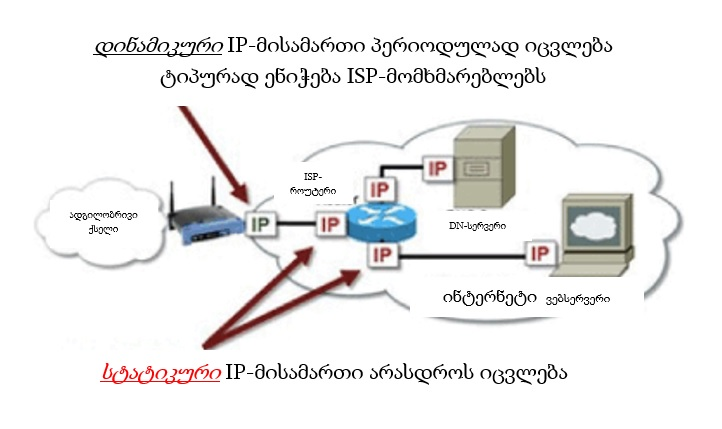 დინამიკური IP-მისამართი პერიოდულად იცვლება
ტიპურად ენიჭება ISP-მომხმარებლებს
ISP-
როუტერი
IP
IP
ადგილობრივი
ქსელი
IP
IP
DN-სერვერი
IP
IP
ინტერნეტი ვებსერვერი
სტატიკური IP-მისამართი არასდროს იცვლება